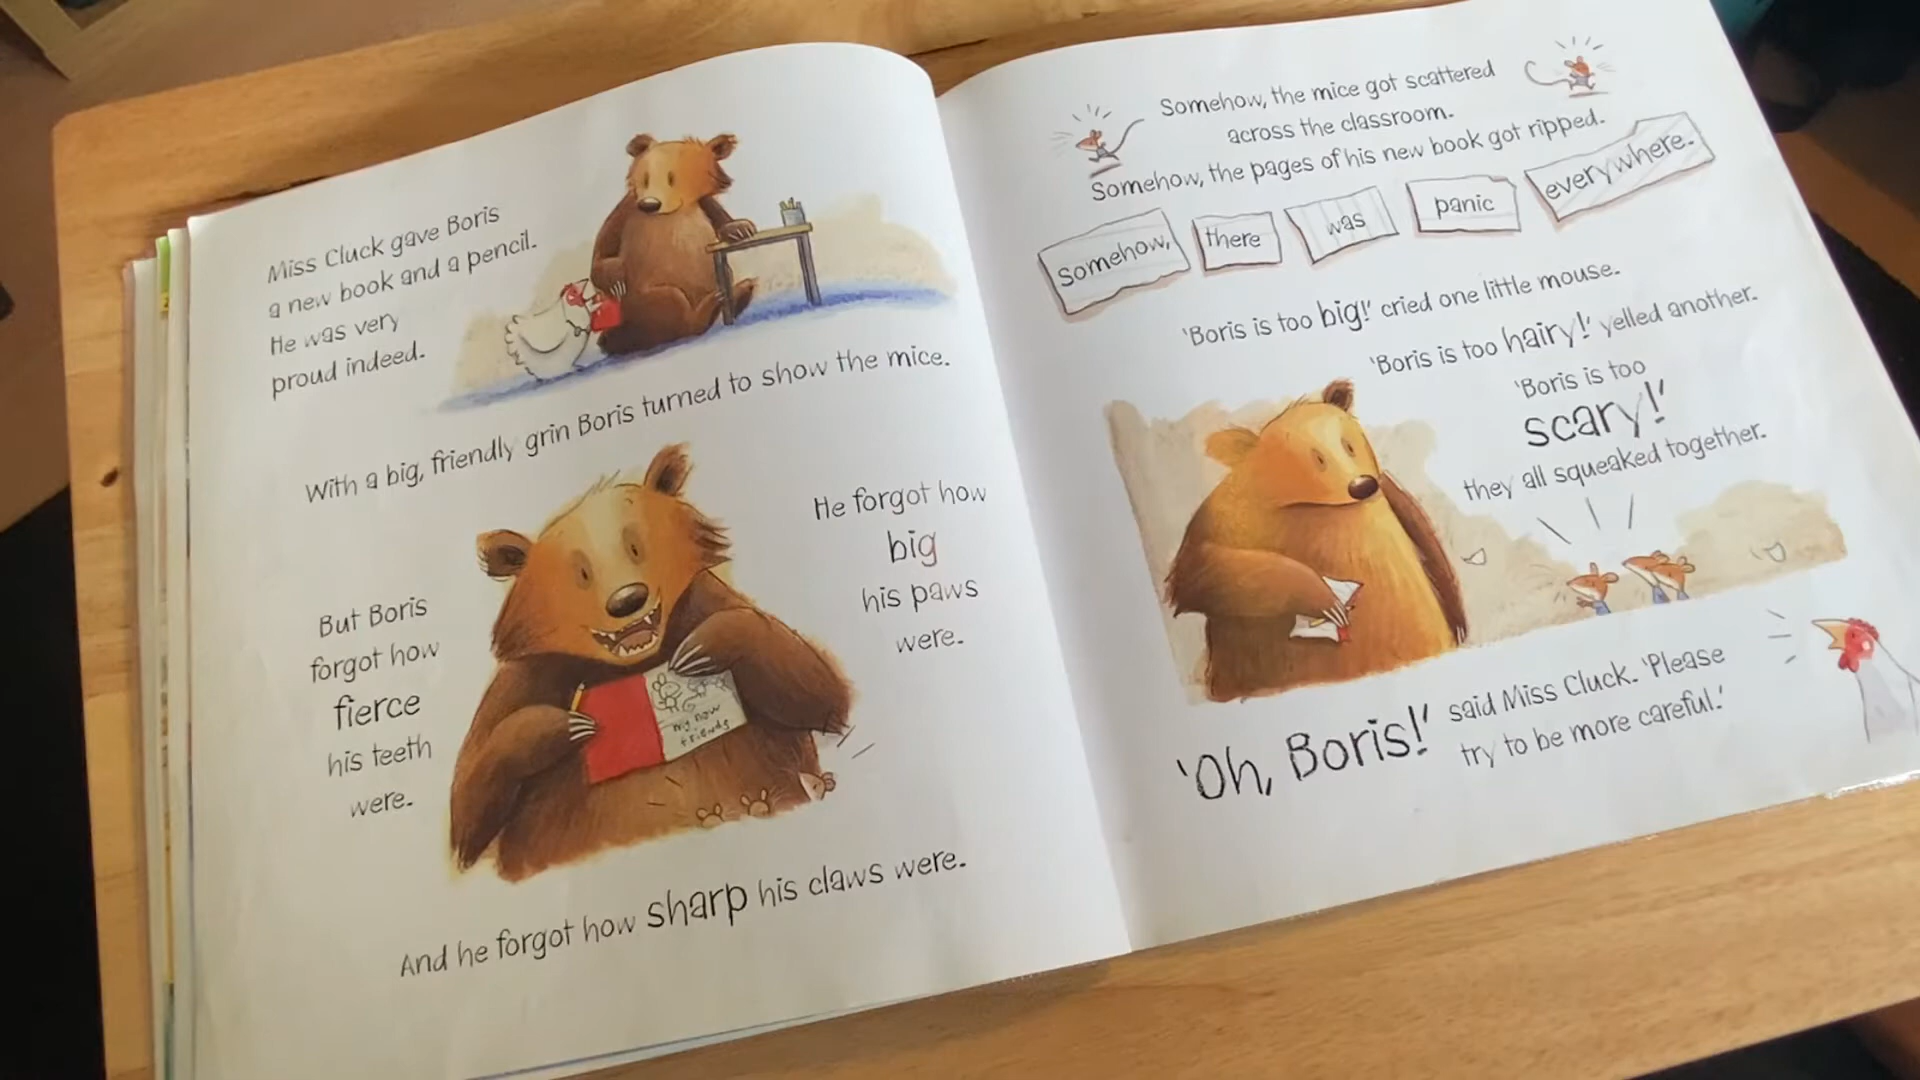 Miss Cluck gave Boris
a new book and a pencil.
He was very
proud indeed.
With a big, friendly grin Boris turned to show the mice.
But Boris
forgot how
fierce
his teeth
were.
my new
friends
He forgot how
big
his paws
were.
And he forgot how sharp his claws were.
Somehow, the mice got scattered
across the classroom.
Somehow, the pages of his new book got ripped.
Somehow, there was panic everywhere.
'Boris is too big!' cried one little mouse.
'Boris is too hairy!' yelled another.
'Boris is too
scary!'
they all squeaked together.
'Oh, Boris!' said Miss Cluck. 'Please
try to be more careful.'